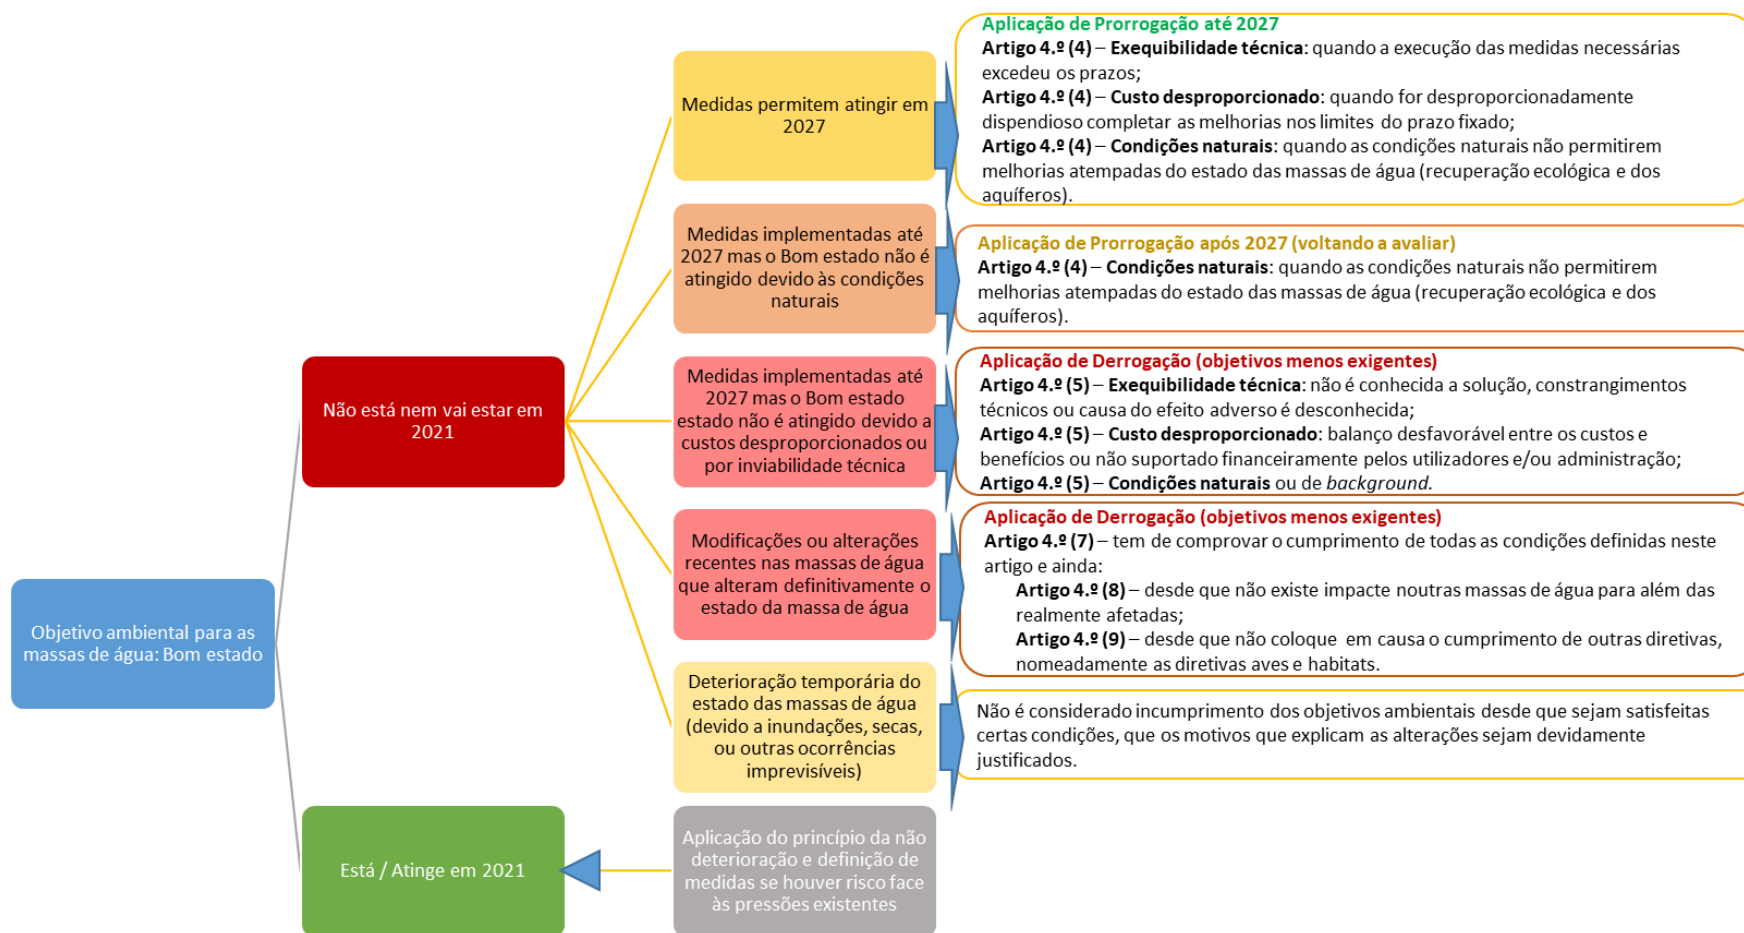 Objetivo ambiental para as
massas de água: Bom estado
Não está nem vai estar em
2021
Medidas permitem atingir em
2027
Aplicação de Prorrogação até 2027
Artigo 4.º (4) – Exequibilidade técnica: quando a execução das medidas necessárias
excedeu os prazos;
Artigo 4.º (4) – Custo desproporcionado: quando for desproporcionadamente
dispendioso completar as melhorias nos limites do prazo fixado;
Artigo 4.º (4) – Condições naturais: quando as condições naturais não permitirem
melhorias atempadas do estado das massas de água (recuperação ecológica e dos
aquíferos).
Medidas implementadas até
2027 mas o Bom estado não é
atingido devido às condições
naturais
Aplicação de Prorrogação após 2027 (voltando a avaliar)
Artigo 4.º (4) – Condições naturais: quando as condições naturais não permitirem
melhorias atempadas do estado das massas de água (recuperação ecológica e dos
aquíferos).
Medidas implementadas até
2027 mas o Bom estado
estado não é atingido devido a
custos desproporcionados ou
por inviabilidade técnica
Aplicação de Derrogação (objetivos menos exigentes)
Artigo 4.º (5) – Exequibilidade técnica: não é conhecida a solução, constrangimentos
técnicos ou causa do efeito adverso é desconhecida;
Artigo 4.º (5) – Custo desproporcionado: balanço desfavorável entre os custos e
benefícios ou não suportado financeiramente pelos utilizadores e/ou administração;
Artigo 4.º (5) – Condições naturais ou de background.
Modificações ou alterações
recentes nas massas de água
que alteram definitivamente o
estado da massa de água
Aplicação de Derrogação (objetivos menos exigentes)
Artigo 4.º (7) – tem de comprovar o cumprimento de todas as condições definidas neste
artigo e ainda:
Artigo 4.º (8) – desde que não existe impacte noutras massas de água para além das
realmente afetadas;
Artigo 4.º (9) – desde que não coloque em causa o cumprimento de outras diretivas,
nomeadamente as diretivas aves e habitats.
Deterioração temporária do
estado das massas de água
(devido a inundações, secas,
ou outras ocorrências
imprevisíveis)
Não é considerado incumprimento dos objetivos ambientais desde que sejam satisfeitas
certas condições, que os motivos que explicam as alterações sejam devidamente
justificados.
Está / Atinge em 2021
Aplicação do princípio da não
deterioração e definição de
medidas se houver risco face
às pressões existentes